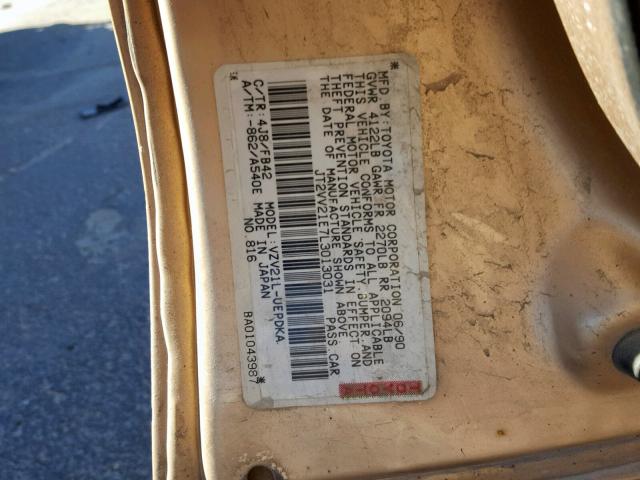 MFD. BY: TOYOTA MOTOR CORPORATION 06/90
GVWR 4122LB GAWR FR 2270LB RR 2094LB
THIS VEHICLE CONFORMS TO ALL APPLICABLE
FEDERAL MOTOR VEHICLE SAFETY, BUMPER AND
THEFT PREVENTION STANDARDS IN EFFECT ON
THE DATE OF MANUFACTURE SHOWN ABOVE.
JT2VV21E7L3013031 PASS.CAR
C/TR: 4J8/FB42 MODEL: VZV21L-UEPDKA
A/TM: -862/A540E MADE IN JAPAN
NO.816
BA01043987